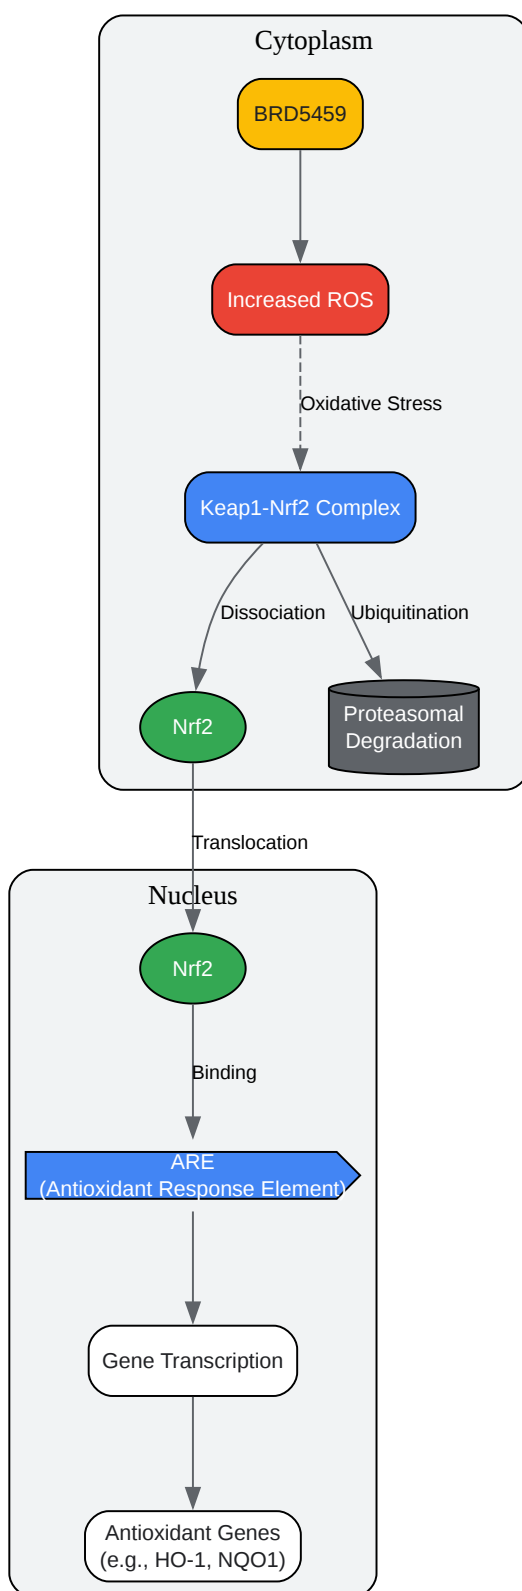 Cytoplasm
BRD5459
Increased ROS
Oxidative Stress
Keap1-Nrf2 Complex
Dissociation
Ubiquitination
Nrf2
Proteasomal
Degradation
Translocation
Nucleus
Nrf2
Binding
ARE
(Antioxidant Response Element)
Gene Transcription
Antioxidant Genes
(e.g., HO-1, NQO1)